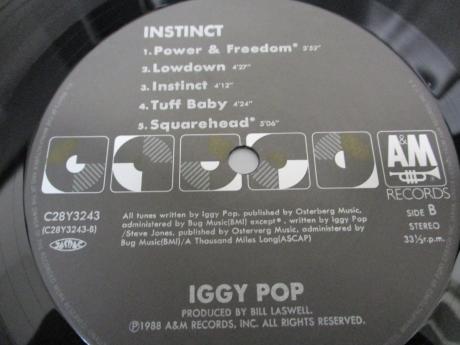 INSTINCT
1. Power & Freedom* 3'53"
2. Lowdown 4'27"
3. Instinct 4'12"
4. Tuff Baby 4'24"
5. Squarehead* 5'06"
A&M
RECORDS
C28Y3243
(C28Y3243-B)
SIDE B
STEREO
33⅓r.p.m.
All tunes written by Iggy Pop, published by Osterberg Music,
administered by Bug Music(BMI) except*, written by Iggy Pop
/Steve Jones, published by Osterverg Music, administered by
Bug Music(BMI)/A Thousand Miles Long(ASCAP)
IGGY POP
PRODUCED BY BILL LASWELL.
Ⓟ1988 A&M RECORDS, INC. ALL RIGHTS RESERVED.